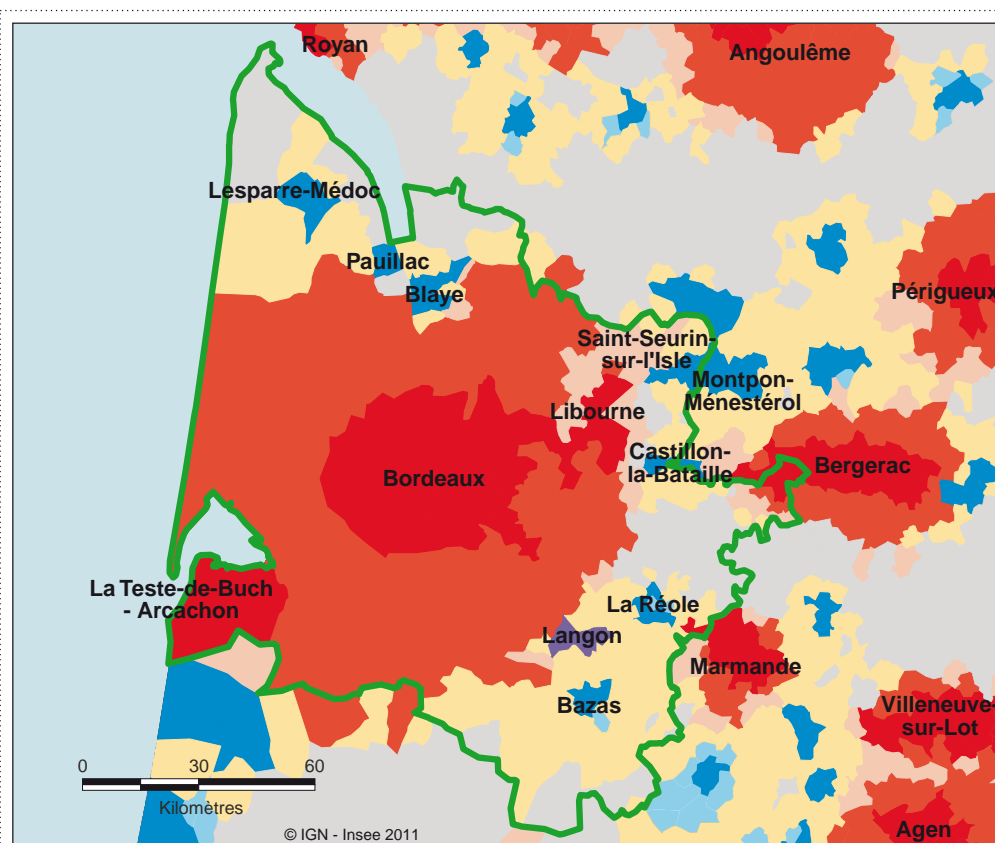 Royan
Angoulême
Lesparre-Médoc
Pauillac
Blaye
Périgueux
Saint-Seurin-
sur-l'Isle
Montpon-
Ménestérol
Libourne
Castillon-
la-Bataille
Bergerac
Bordeaux
La Teste-de-Buch
- Arcachon
La Réole
Langon
Marmande
Bazas
Villeneuve-
sur-Lot
0 30 60
Kilomètres
© IGN - Insee 2011
Agen